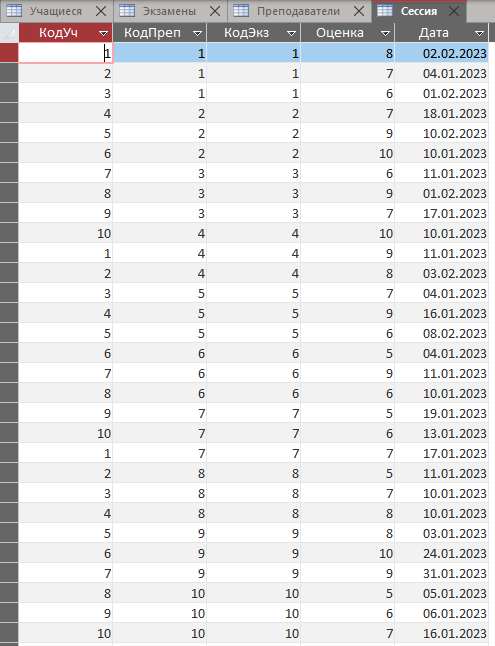 Учащиеся Экзамены Преподаватели Сессия
КодУч КодПреп КодЭкз Оценка Дата
1 1 1 8 02.02.2023
2 1 1 7 04.01.2023
3 1 1 6 01.02.2023
4 2 2 7 18.01.2023
5 2 2 9 10.02.2023
6 2 2 10 10.01.2023
7 3 3 6 11.01.2023
8 3 3 9 01.02.2023
9 3 3 7 17.01.2023
10 4 4 10 10.01.2023
1 4 4 9 11.01.2023
2 4 4 8 03.02.2023
3 5 5 7 04.01.2023
4 5 5 9 16.01.2023
5 5 5 6 08.02.2023
6 6 6 5 04.01.2023
7 6 6 9 11.01.2023
8 6 6 6 10.01.2023
9 7 7 5 19.01.2023
10 7 7 6 13.01.2023
1 7 7 7 17.01.2023
2 8 8 5 11.01.2023
3 8 8 7 10.01.2023
4 8 8 8 10.01.2023
5 9 9 8 03.01.2023
6 9 9 10 24.01.2023
7 9 9 9 31.01.2023
8 10 10 5 05.01.2023
9 10 10 6 06.01.2023
10 10 10 7 16.01.2023